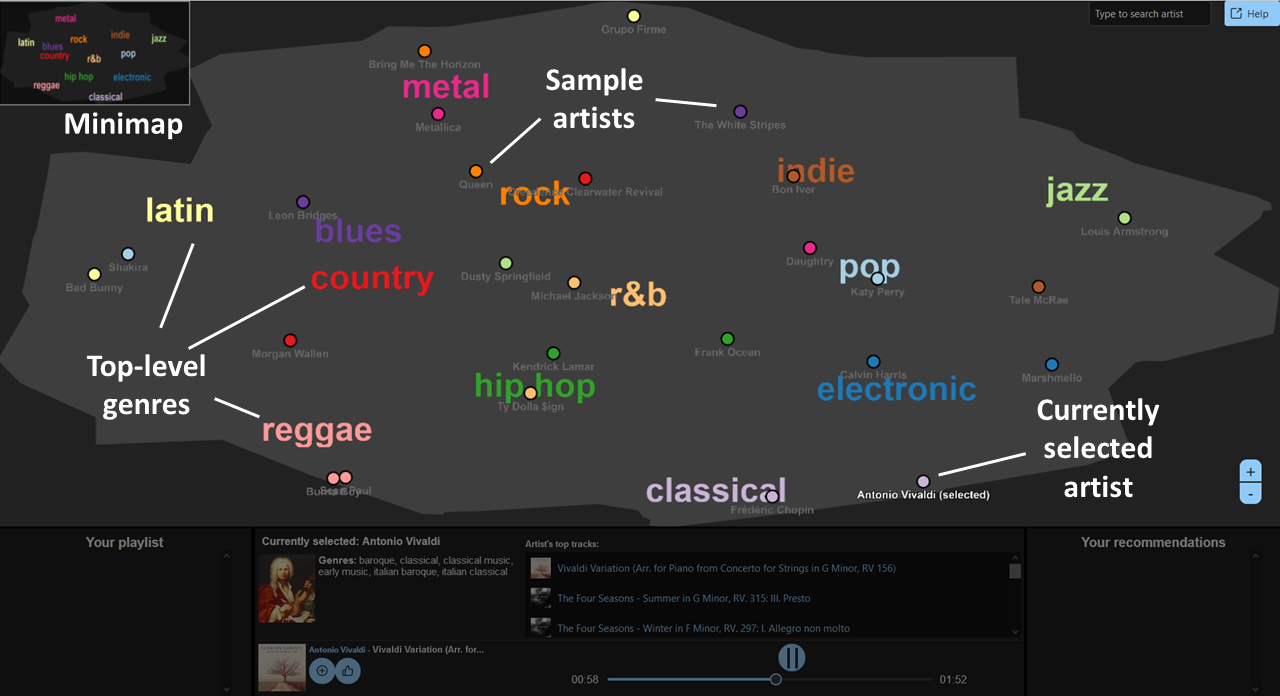 metal
indie
jazz
rock
latin
blues
country
pop
r&b
hip hop
electronic
reggae
classical
Minimap
Type to search artist
Help
Grupo Firme
Bring Me The Horizon
metal
Metallica
Sample
artists
The White Stripes
Queen
rock
Clearwater Revival
indie
Bon Iver
jazz
Louis Armstrong
latin
Leon Bridges
blues
Shakira
Bad Bunny
country
Dusty Springfield
Michael Jackson
r&b
Daughtry
pop
Katy Perry
Tate McRae
Morgan Wallen
Top-level
genres
Kendrick Lamar
hip hop
Ty Dolla $ign
Frank Ocean
Calvin Harris
electronic
Marshmello
reggae
Currently
selected
artist
classical
Frédéric Chopin
Antonio Vivaldi (selected)
+
-
Your playlist
Currently selected: Antonio Vivaldi
Genres: baroque, classical, classical music,
early music, italian baroque, italian classical
Artist's top tracks:
Vivaldi Variation (Arr. for Piano from Concerto for Strings in G Minor, RV 156)
The Four Seasons - Summer in G Minor, RV. 315: III. Presto
The Four Seasons - Winter in F Minor, RV. 297: I. Allegro non molto
Antonio Vivaldi - Vivaldi Variation (Arr. for...
00:58
01:52
Your recommendations